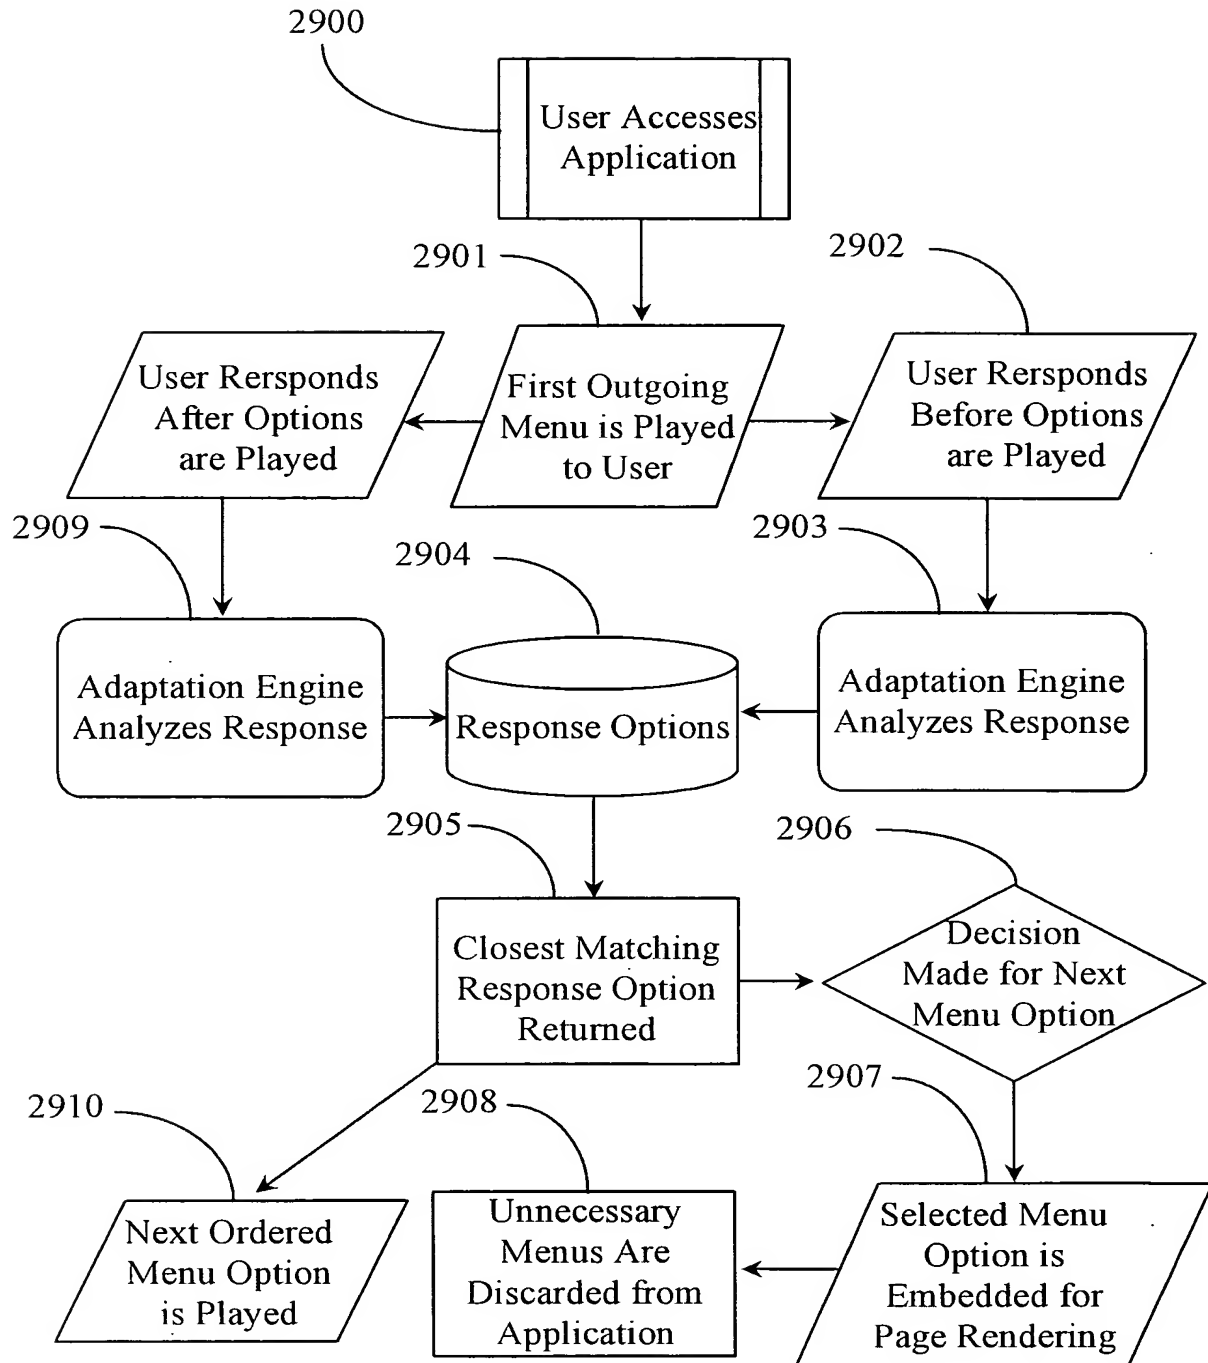 2900
User Accesses
Application
2901
2902
User Rersponds
After Options
are Played
First Outgoing
Menu is Played
to User
User Rersponds
Before Options
are Played
2909
2904
2903
Adaptation Engine
Analyzes Response
Response Options
Adaptation Engine
Analyzes Response
2905
2906
Closest Matching
Response Option
Returned
Decision
Made for Next
Menu Option
2910
2908
2907
Next Ordered
Menu Option
is Played
Unnecessary
Menus Are
Discarded from
Application
Selected Menu
Option is
Embedded for
Page Rendering